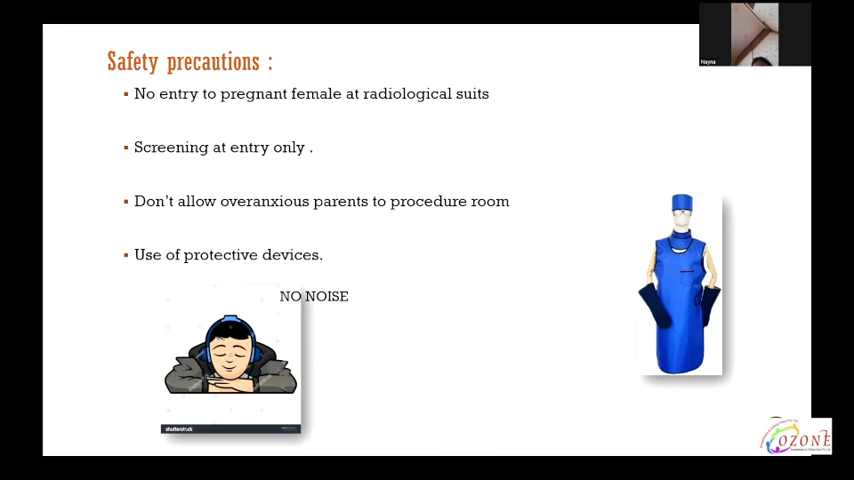 Safety precautions :
▪ No entry to pregnant female at radiological suits
▪ Screening at entry only .
▪ Don't allow overanxious parents to procedure room
▪ Use of protective devices.
NO NOISE
shutterstock
OZONE
Nayna